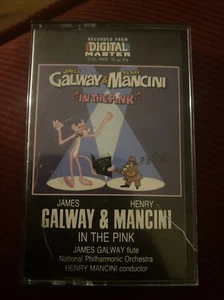 RECORDED FROM
DIGITAL
MASTER
JAMES HENRY
GALWAY & MANCINI
"IN THE PINK"
JAMES HENRY
GALWAY & MANCINI
IN THE PINK
JAMES GALWAY flute
National Philharmonic Orchestra
HENRY MANCINI conductor